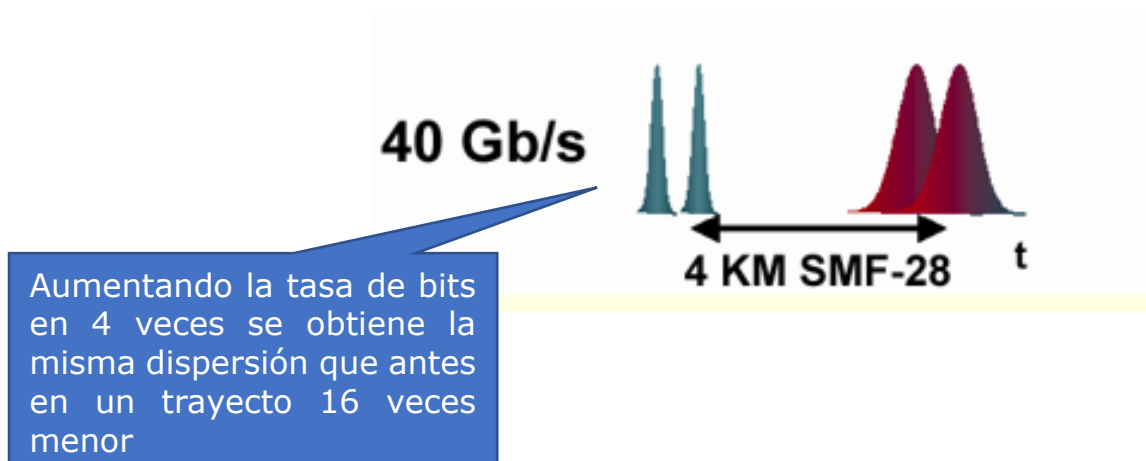 40 Gb/s
4 KM SMF-28
t
Aumentando la tasa de bits
en 4 veces se obtiene la
misma dispersión que antes
en un trayecto 16 veces
menor